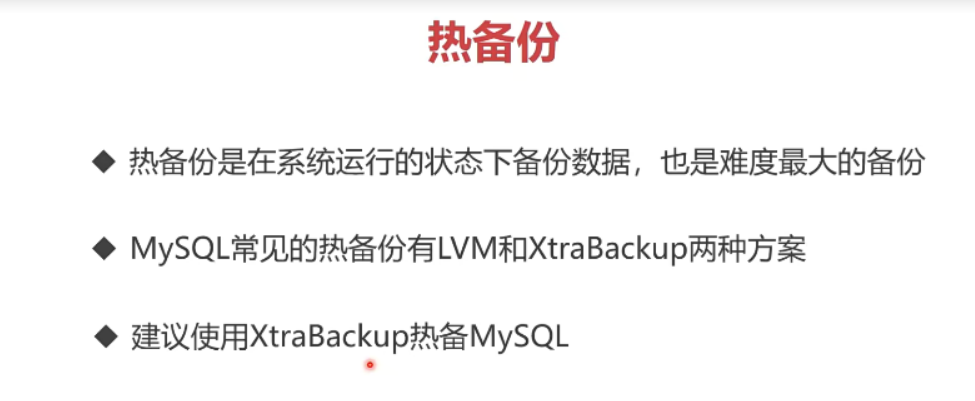 热备份
◆ 热备份是在系统运行的状态下备份数据，也是难度最大的备份
◆ MySQL常见的热备份有LVM和XtraBackup两种方案
◆ 建议使用XtraBackup热备MySQL